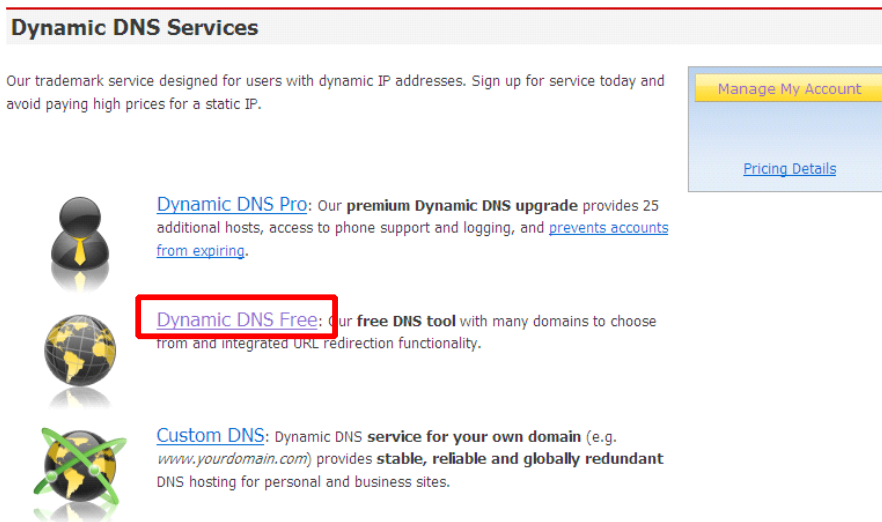 Dynamic DNS Services
Our trademark service designed for users with dynamic IP addresses. Sign up for service today and
avoid paying high prices for a static IP.
Manage My Account
Pricing Details
Dynamic DNS Pro: Our premium Dynamic DNS upgrade provides 25
additional hosts, access to phone support and logging, and prevents accounts
from expiring.
Dynamic DNS Free: Our free DNS tool with many domains to choose
from and integrated URL redirection functionality.
Custom DNS: Dynamic DNS service for your own domain (e.g.
www.yourdomain.com) provides stable, reliable and globally redundant
DNS hosting for personal and business sites.